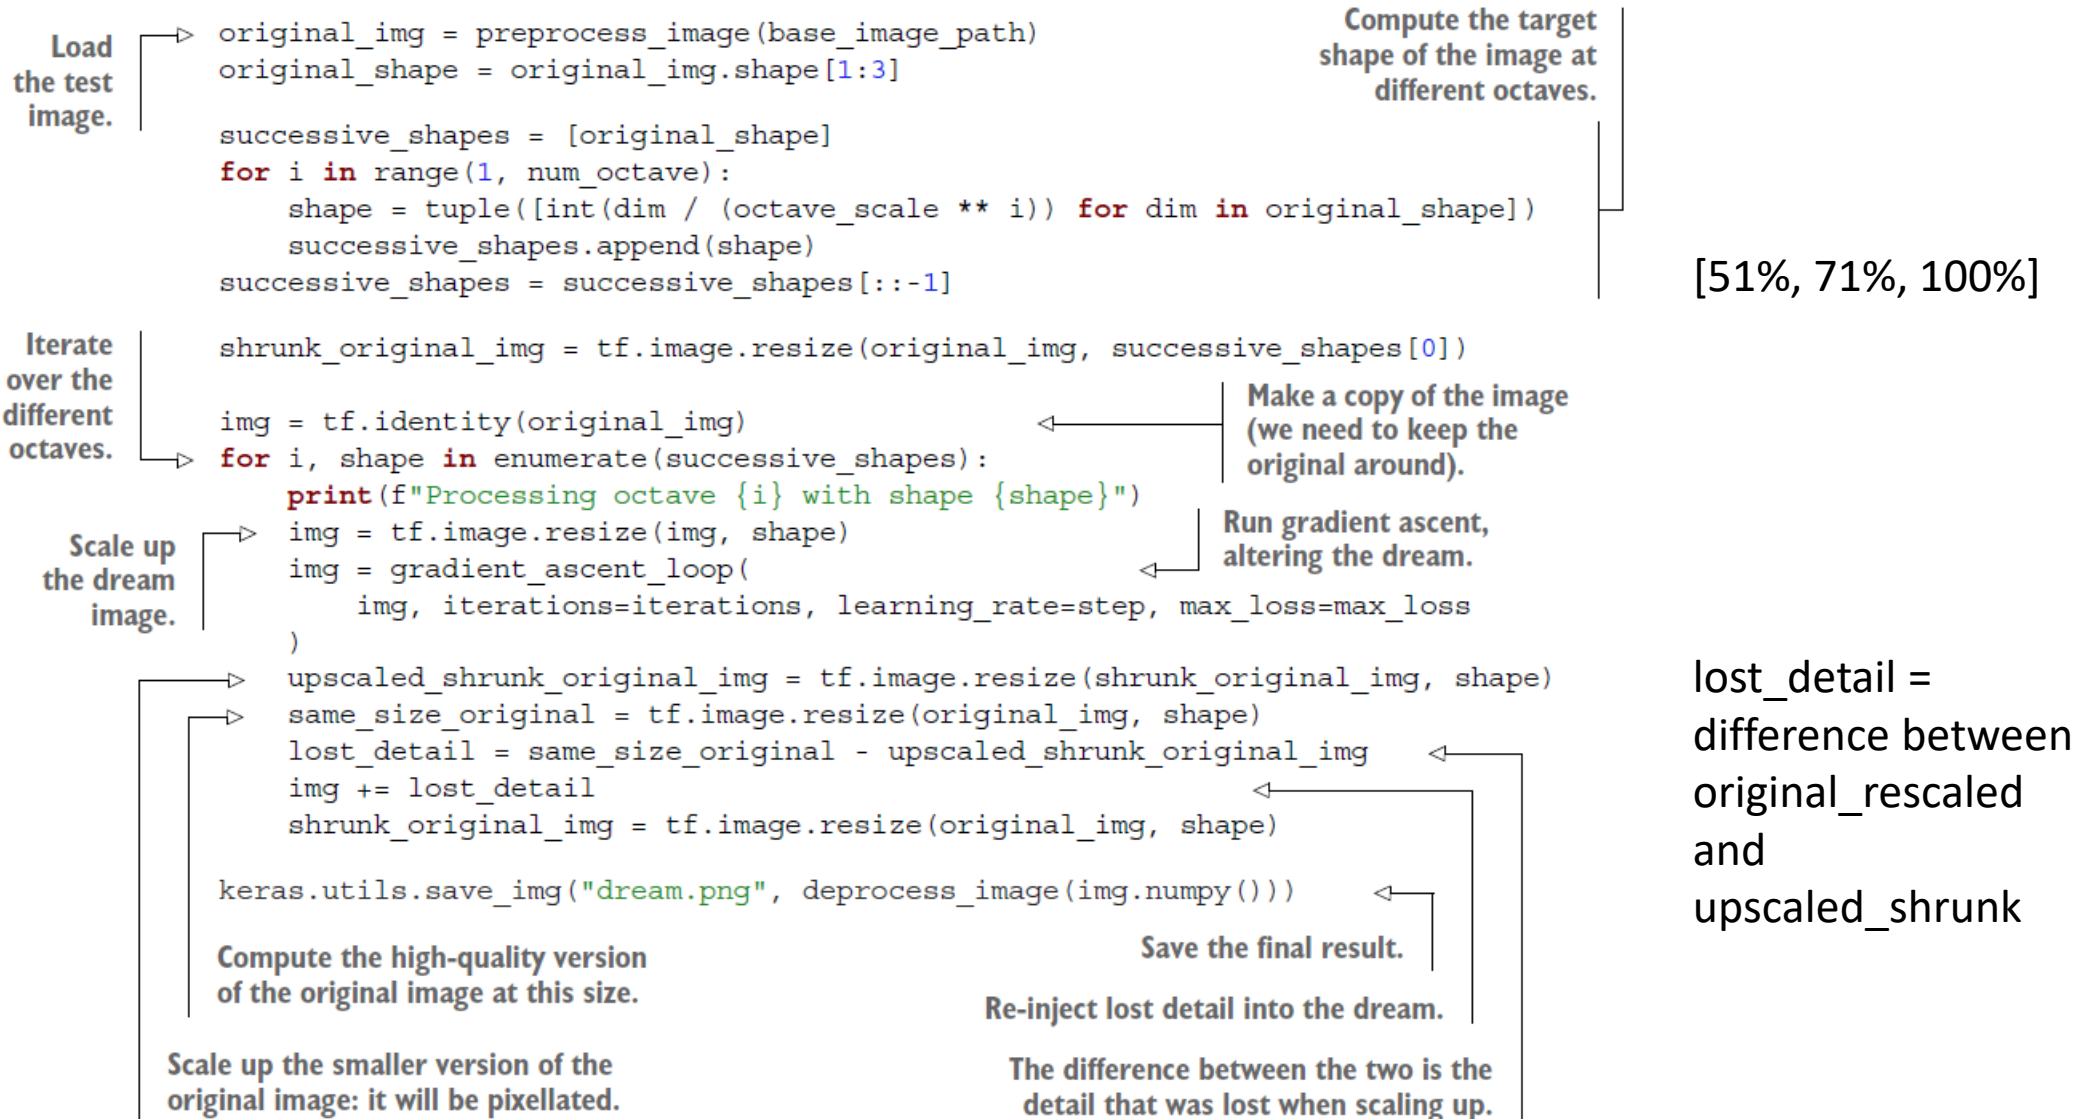 Load
the test
image.
original_img = preprocess_image(base_image_path)
original_shape = original_img.shape[1:3]
Compute the target
shape of the image at
different octaves.
successive_shapes = [original_shape]
for i in range(1, num_octave):
    shape = tuple([int(dim / (octave_scale ** i)) for dim in original_shape])
    successive_shapes.append(shape)
successive_shapes = successive_shapes[::-1]
[51%, 71%, 100%]
shrunk_original_img = tf.image.resize(original_img, successive_shapes[0])
Iterate
over the
different
octaves.
img = tf.identity(original_img)
Make a copy of the image
(we need to keep the
original around).
for i, shape in enumerate(successive_shapes):
    print(f"Processing octave {i} with shape {shape}")
    img = tf.image.resize(img, shape)
Scale up
the dream
image.
    img = gradient_ascent_loop(
Run gradient ascent,
altering the dream.
        img, iterations=iterations, learning_rate=step, max_loss=max_loss
    )
    upscaled_shrunk_original_img = tf.image.resize(shrunk_original_img, shape)
    same_size_original = tf.image.resize(original_img, shape)
    lost_detail = same_size_original - upscaled_shrunk_original_img
    img += lost_detail
    shrunk_original_img = tf.image.resize(original_img, shape)
lost_detail =
difference between
original_rescaled
and
upscaled_shrunk
keras.utils.save_img("dream.png", deprocess_image(img.numpy()))
Compute the high-quality version
of the original image at this size.
Save the final result.
Re-inject lost detail into the dream.
Scale up the smaller version of the
original image: it will be pixellated.
The difference between the two is the
detail that was lost when scaling up.